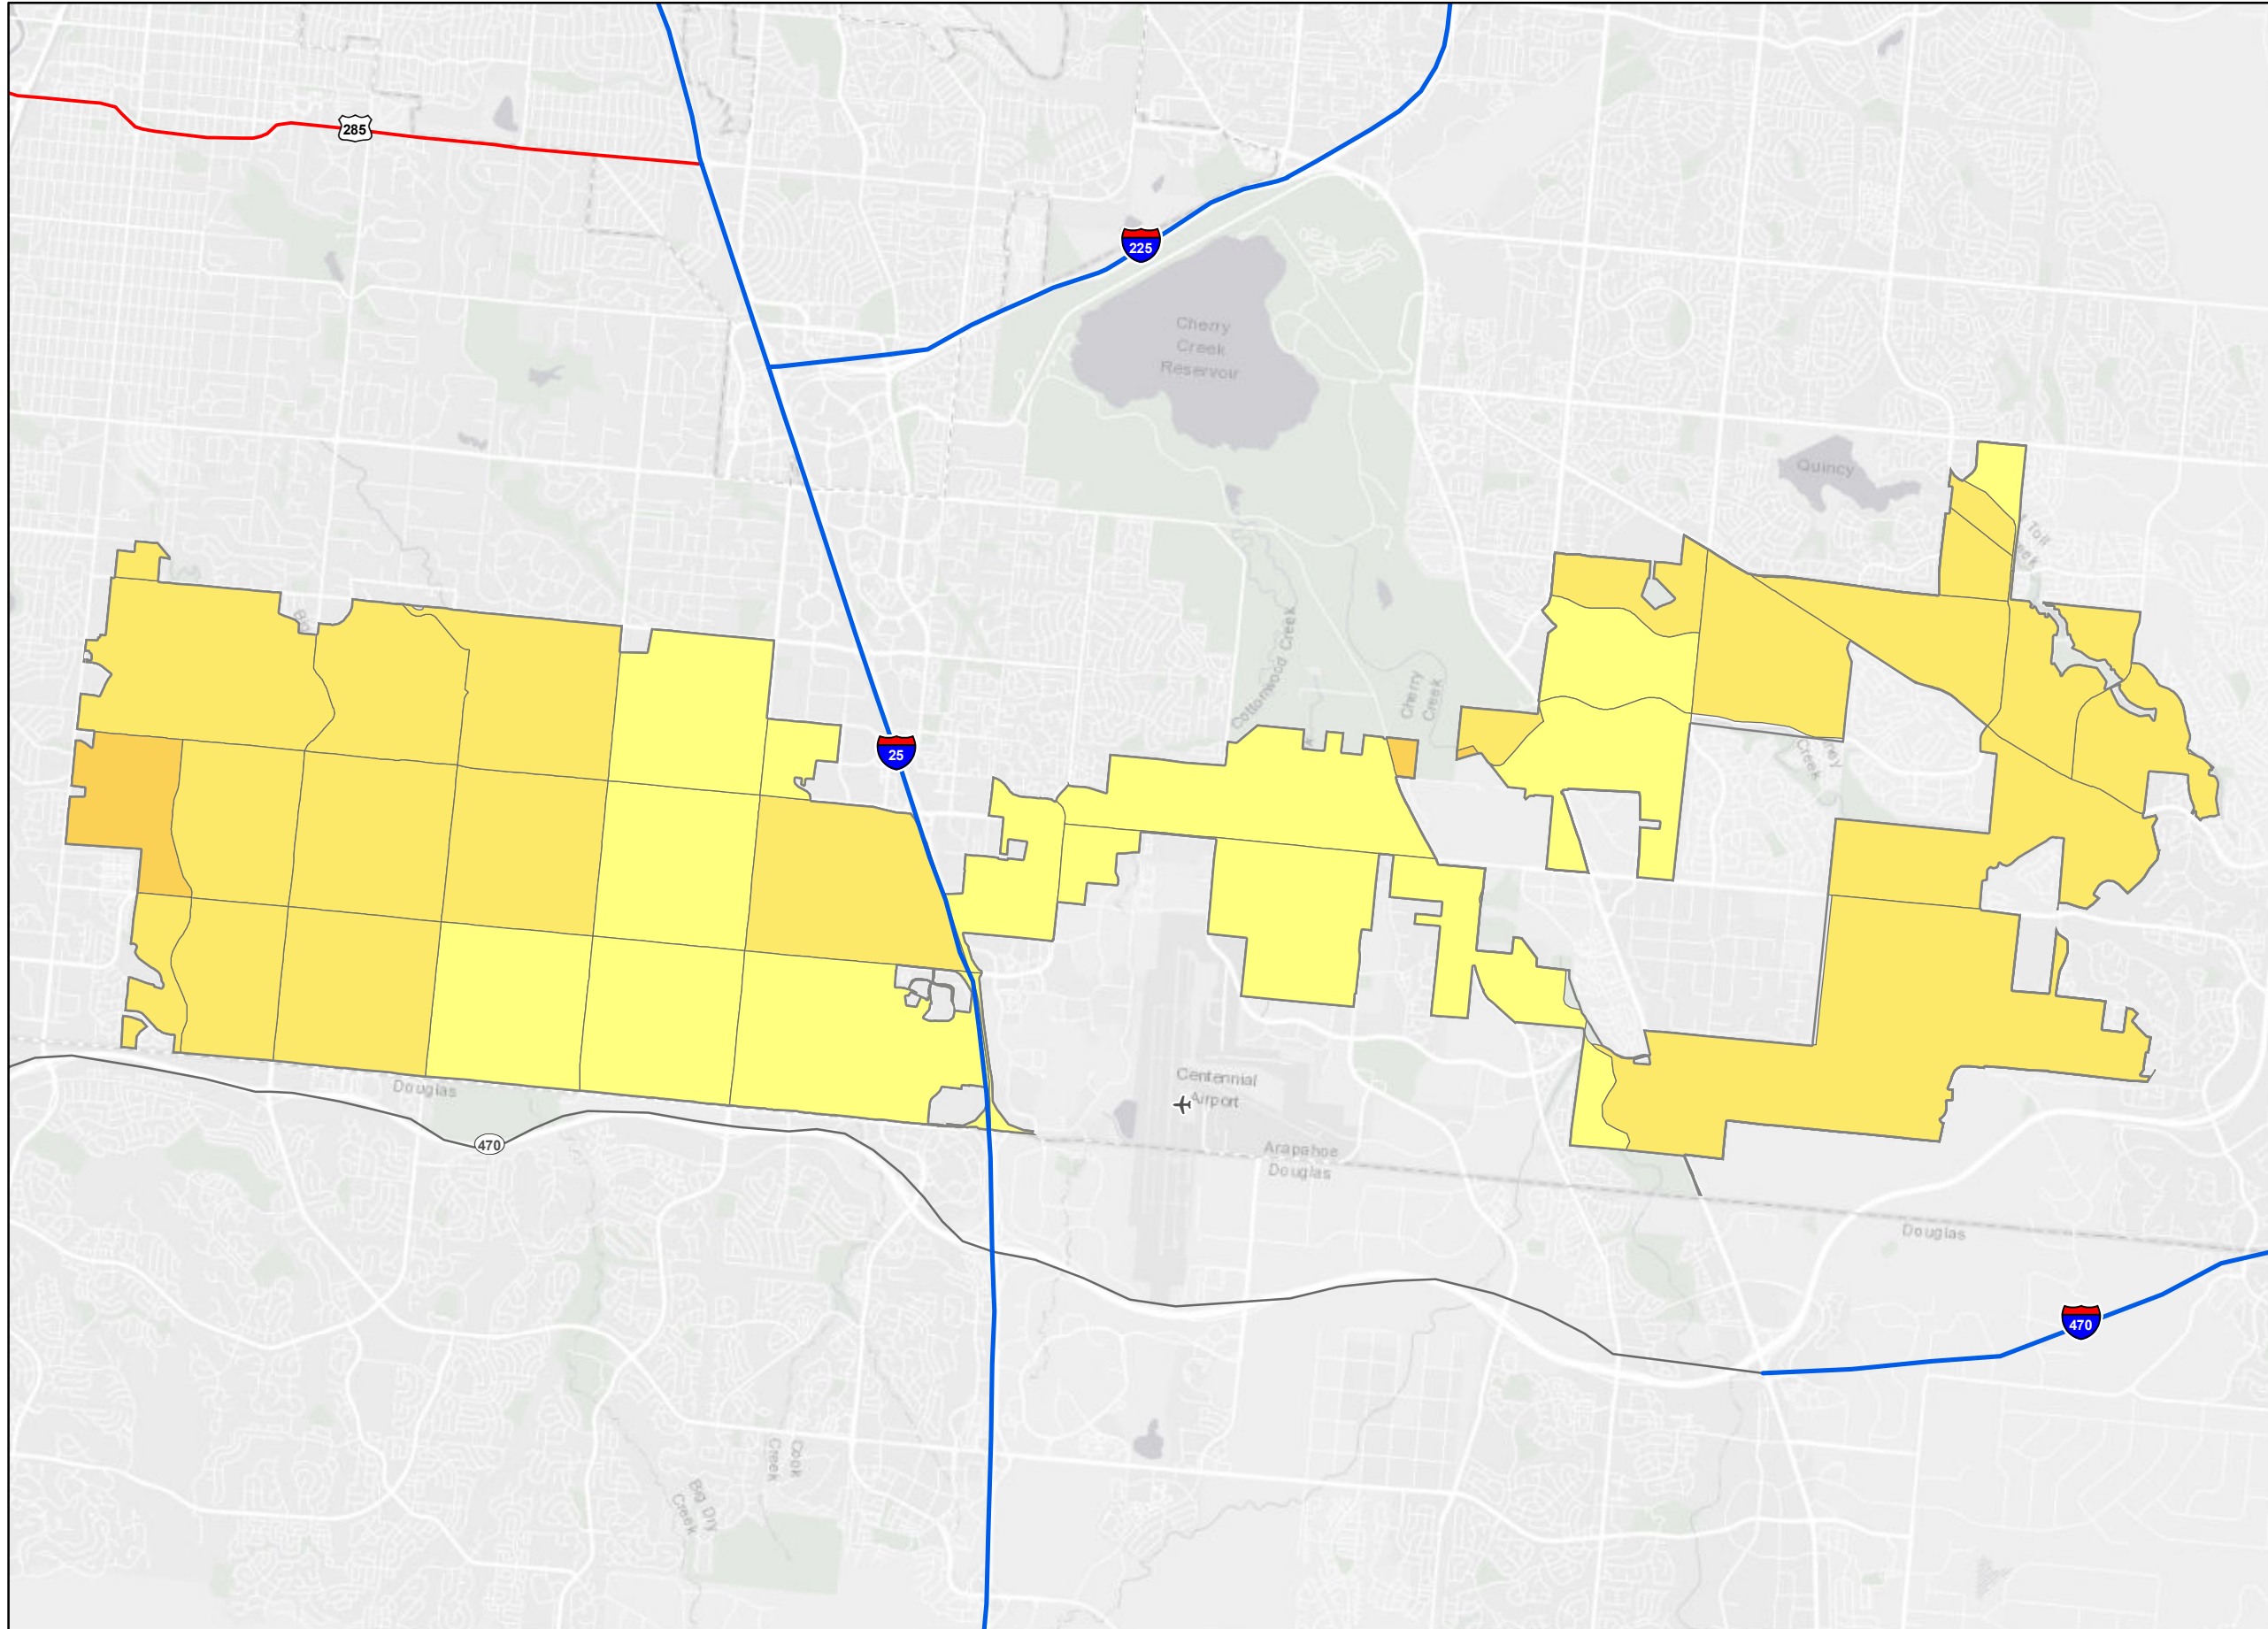 285
225
Cherry
Creek
Reservoir
Quincy
Toll
Cottonwood Creek
Cherry
Creek
25
Centennial
Airport
Douglas
470
Arapahoe
Douglas
Douglas
470
Cook
Creek
Big Dry
Creek